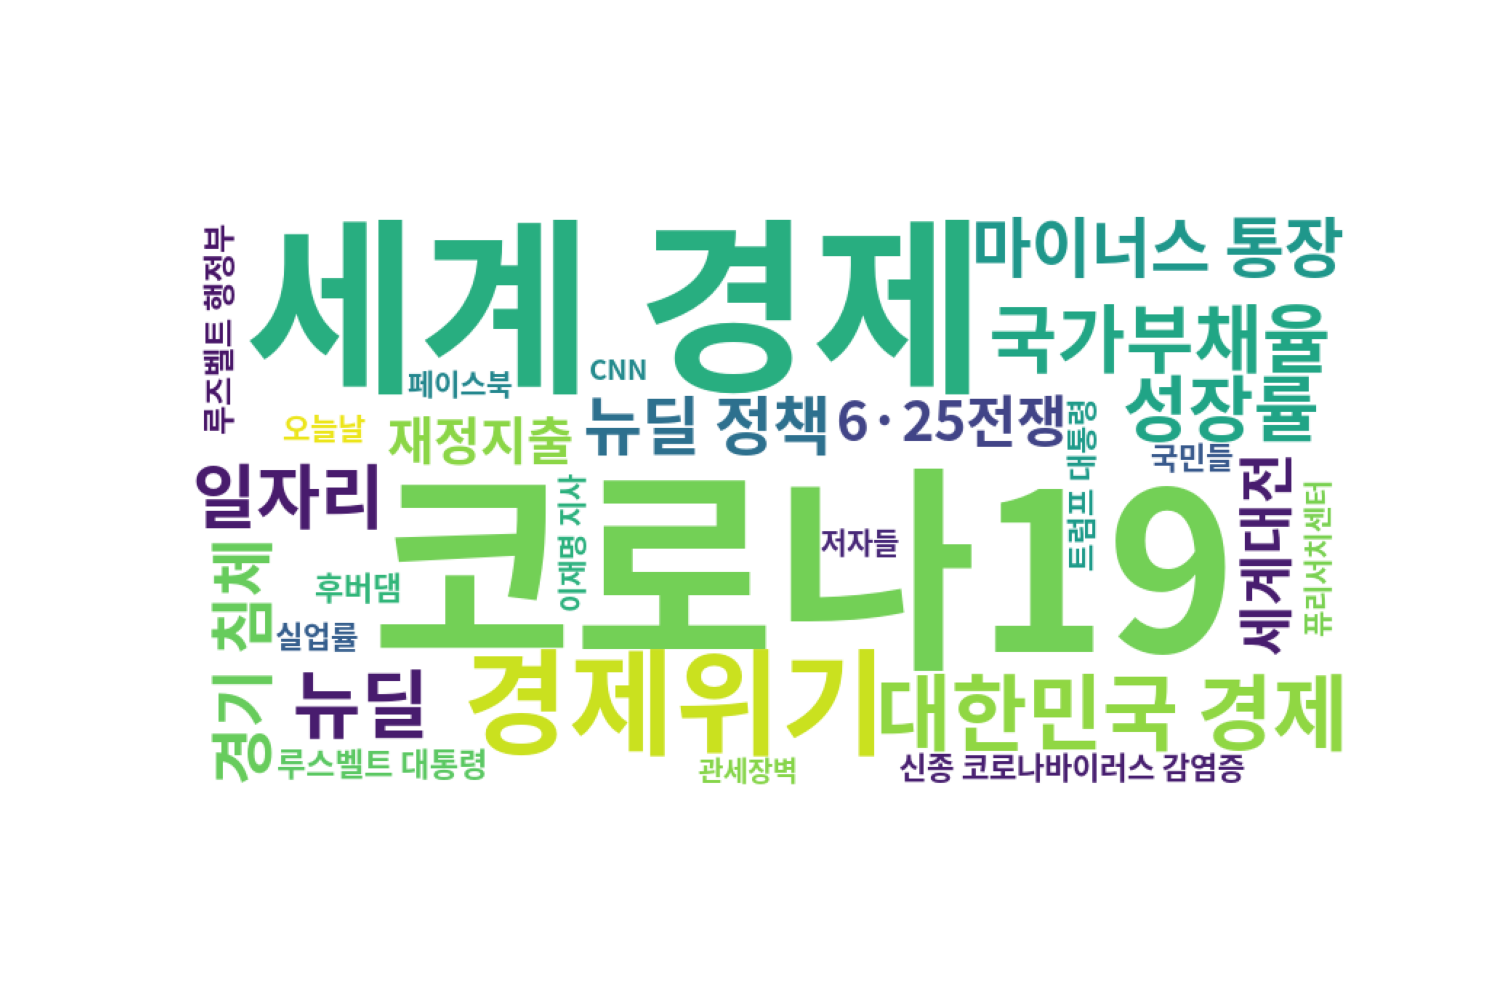 루즈벨트 행정부
세계 경제
마이너스 통장
국가부채율
페이스북
CNN
성장률
오늘날
재정지출
뉴딜 정책
6·25전쟁
트럼프 대통령
국민들
일자리
코로나19
이재명 지사
저자들
세계대전
퓨리서치센터
경기 침체
후버댐
실업률
뉴딜
경제위기
대한민국 경제
루스벨트 대통령
관세장벽
신종 코로나바이러스 감염증